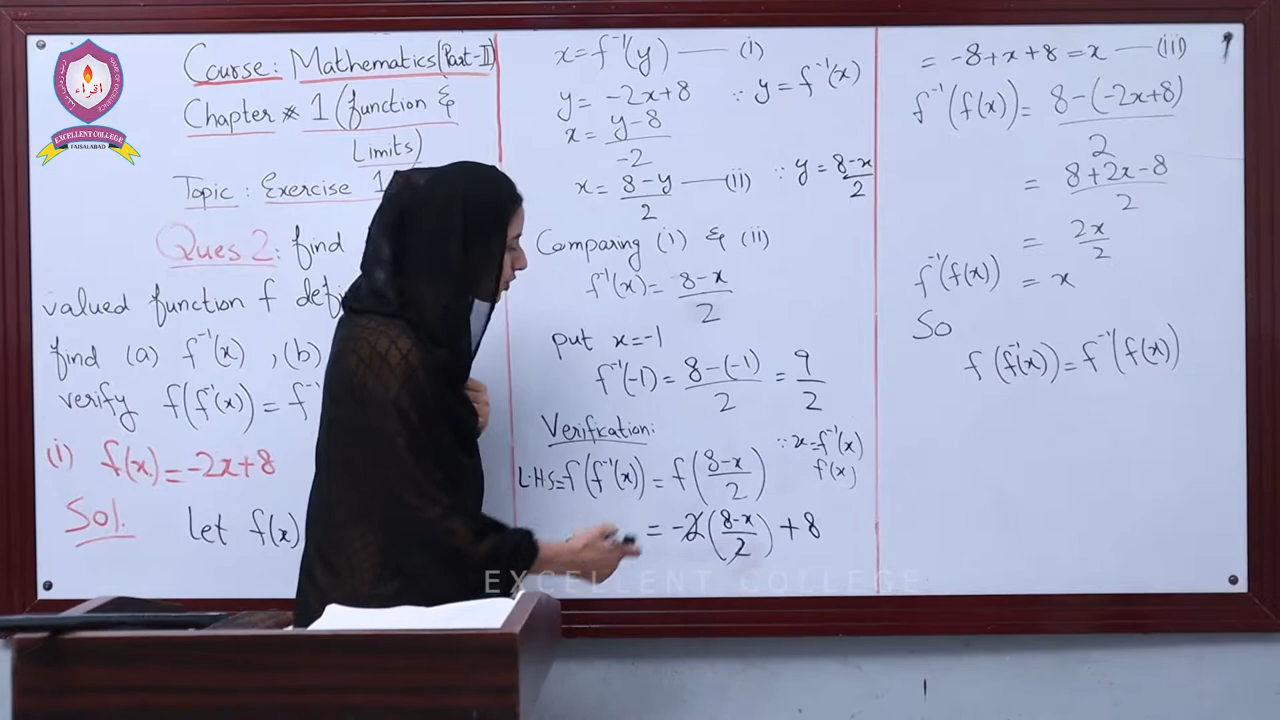 Course: Mathematics (Part-II)
Chapter * 1 (function &
Limits)
Topic: Exercise 1
Ques 2: find
valued function f defi
find (a) f⁻¹(x), (b)
verify f(f⁻¹(x)) = f⁻¹
(i) f(x) = -2x+8
Sol. Let f(x)
x = f⁻¹(y) —— (i)
y = -2x+8 ∵ y = f⁻¹(x)
x = (y-8)/-2
x = (8-y)/2 —— (ii) ∵ y = (8-x)/2
Comparing (i) & (ii)
f⁻¹(x) = (8-x)/2
put x=-1
f⁻¹(-1) = (8-(-1))/2 = 9/2
Verification: ∵ x = f⁻¹(x)
f(x)
L.HS = f(f⁻¹(x)) = f((8-x)/2)
= -2((8-x)/2) + 8
= -8+x+8 = x —— (iii)
f⁻¹(f(x)) = (8-(-2x+8))/2
= (8+2x-8)/2
= 2x/2
f⁻¹(f(x)) = x
So
f(f⁻¹(x)) = f⁻¹(f(x))
اقراء
EXCELLENT COLLEGE
FAISALABAD
EXCELLENT COLLEGE